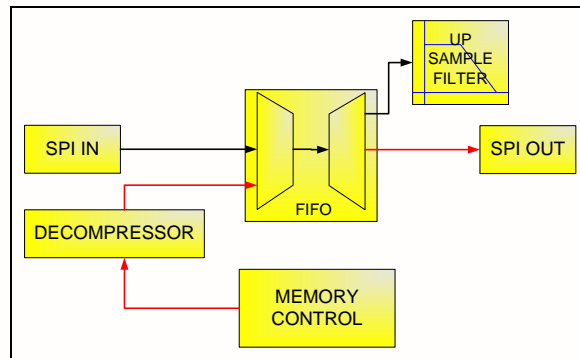 UP
SAMPLE
FILTER
SPI IN
SPI OUT
FIFO
DECOMPRESSOR
MEMORY
CONTROL